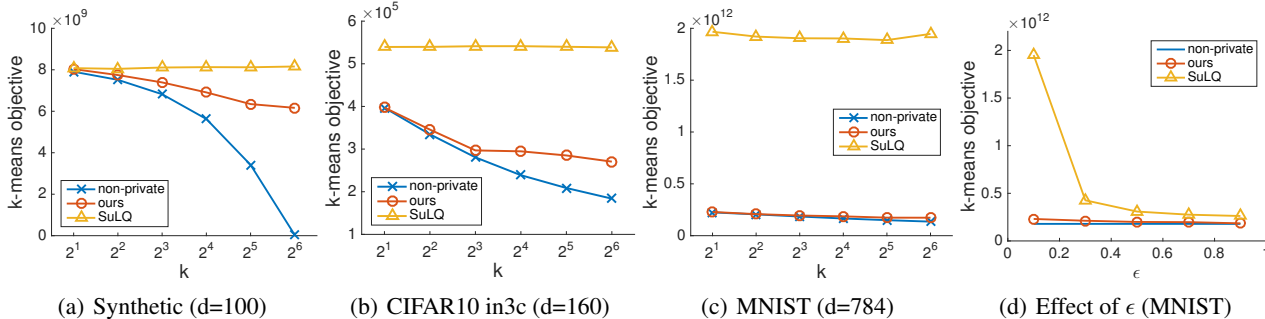 ×10^9
10
8
6
4
2
0
k-means objective
non-private
ours
SuLQ
2^1 2^2 2^3 2^4 2^5 2^6
k
(a) Synthetic (d=100)
×10^5
6
5
4
3
2
1
k-means objective
non-private
ours
SuLQ
2^1 2^2 2^3 2^4 2^5 2^6
k
(b) CIFAR10 in3c (d=160)
×10^12
2
1.5
1
0.5
0
k-means objective
non-private
ours
SuLQ
2^1 2^2 2^3 2^4 2^5 2^6
k
(c) MNIST (d=784)
×10^12
2
1.5
1
0.5
0
k-means objective
non-private
ours
SuLQ
0 0.2 0.4 0.6 0.8 1
ϵ
(d) Effect of ϵ (MNIST)